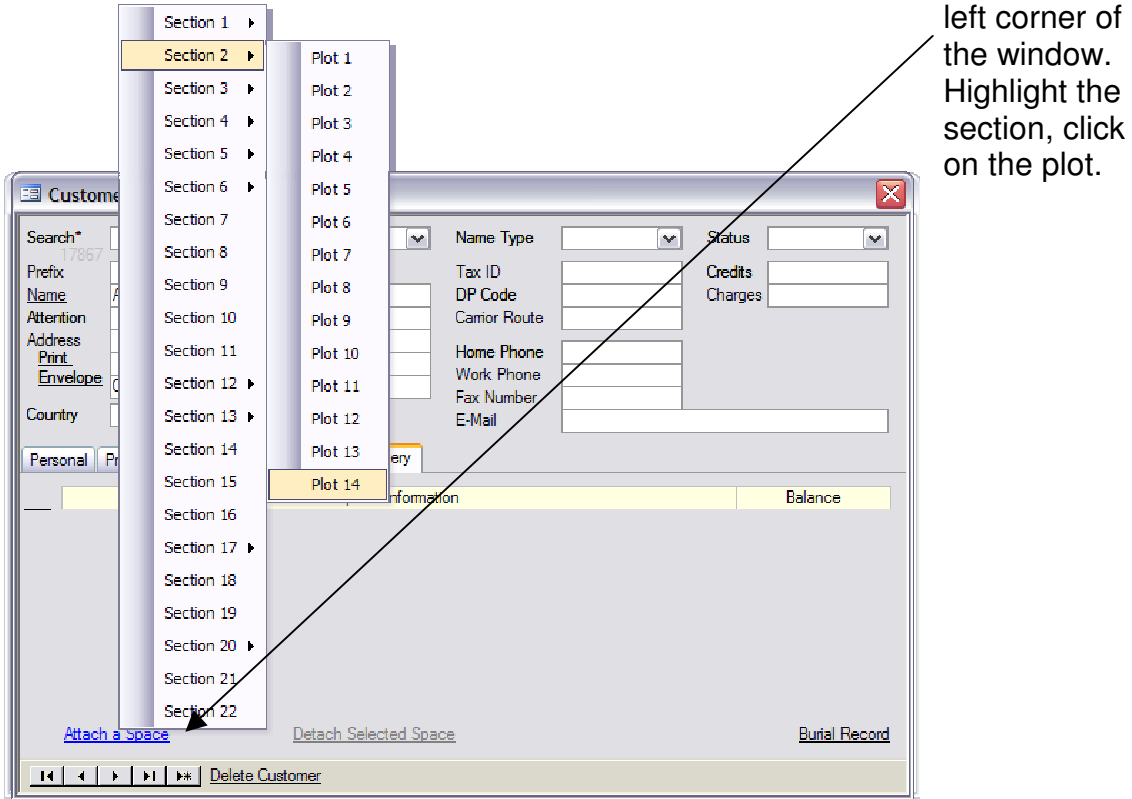 left corner of
the window.
Highlight the
section, click
on the plot.
Section 1
Section 2
Section 3
Section 4
Section 5
Section 6
Section 7
Section 8
Section 9
Section 10
Section 11
Section 12
Section 13
Section 14
Section 15
Section 16
Section 17
Section 18
Section 19
Section 20
Section 21
Section 22
Plot 1
Plot 2
Plot 3
Plot 4
Plot 5
Plot 6
Plot 7
Plot 8
Plot 9
Plot 10
Plot 11
Plot 12
Plot 13
Plot 14
Custome
Search*
17867
Prefix
Name
Attention
Address
Print
Envelope
Country
Name Type
Status
Tax ID
Credits
DP Code
Charges
Carrior Route
Home Phone
Work Phone
Fax Number
E-Mail
Personal
Pr
ery
nformation
Balance
Attach a Space
Detach Selected Space
Burial Record
Delete Customer